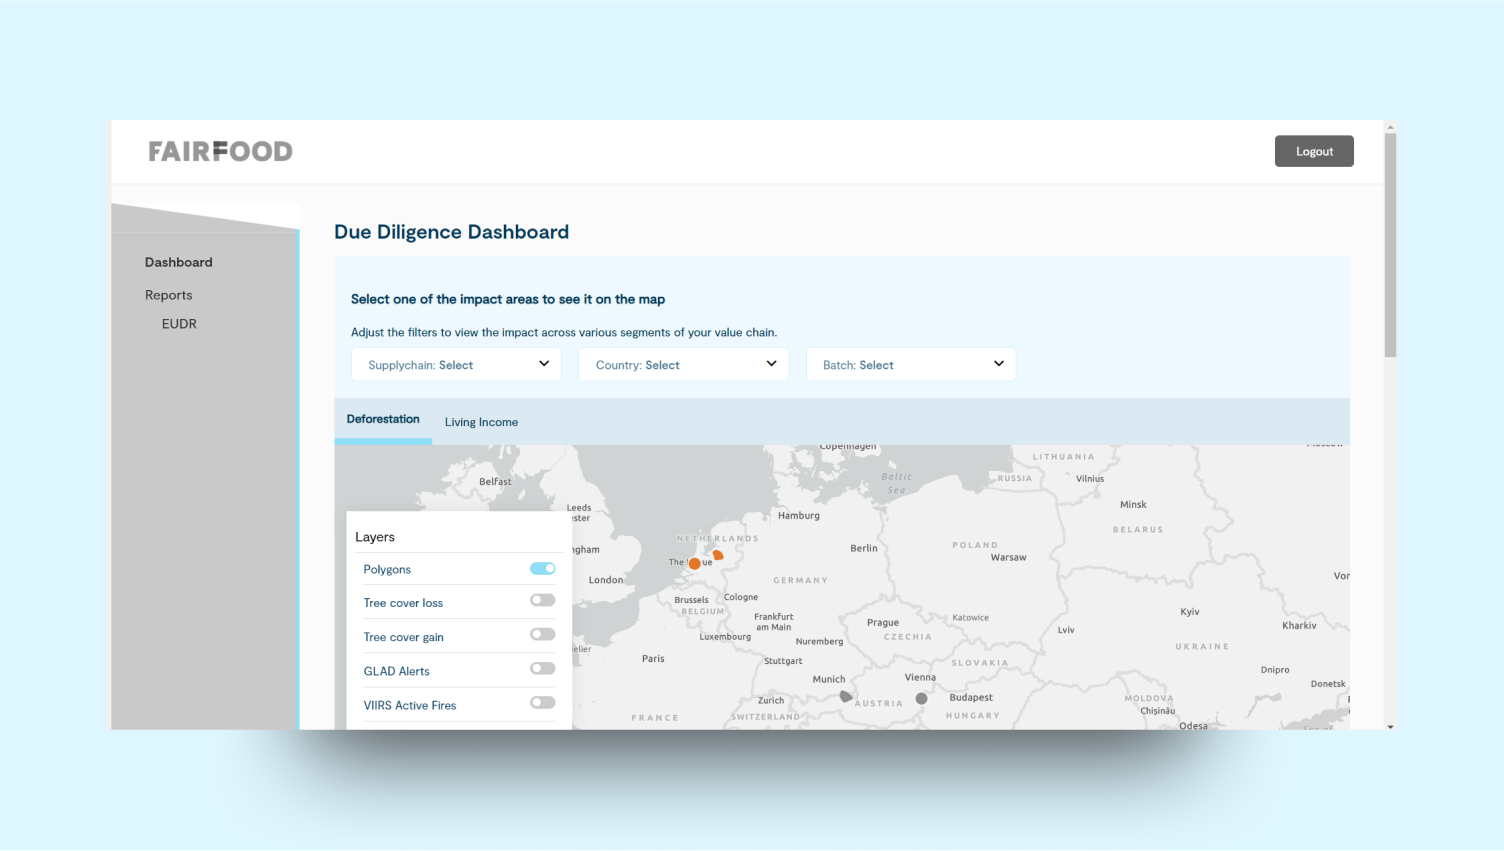 FAIRFOOD
Logout
Dashboard
Reports
EUDR
Due Diligence Dashboard
Select one of the impact areas to see it on the map
Adjust the filters to view the impact across various segments of your value chain.
Supplychain: Select
Country: Select
Batch: Select
Deforestation
Living Income
Copenhagen
LITHUANIA
Baltic
Sea
RUSSIA
Vilnius
Belfast
Minsk
Leeds
Hamburg
BELARUS
NETHERLANDS
Berlin
POLAND
Warsaw
The
London
GERMANY
Brussels
Cologne
BELGIUM
Frankfurt
am Main
Luxembourg
Nuremberg
Prague
CZECHIA
Katowice
Lviv
Kyiv
Kharkiv
UKRAINE
Paris
Stuttgart
SLOVAKIA
Dnipro
Munich
Vienna
Donetsk
Zurich
AUSTRIA
Budapest
MOLDOVA
Chișinău
FRANCE
SWITZERLAND
HUNGARY
Odesa
Layers
Polygons
Tree cover loss
Tree cover gain
GLAD Alerts
VIIRS Active Fires